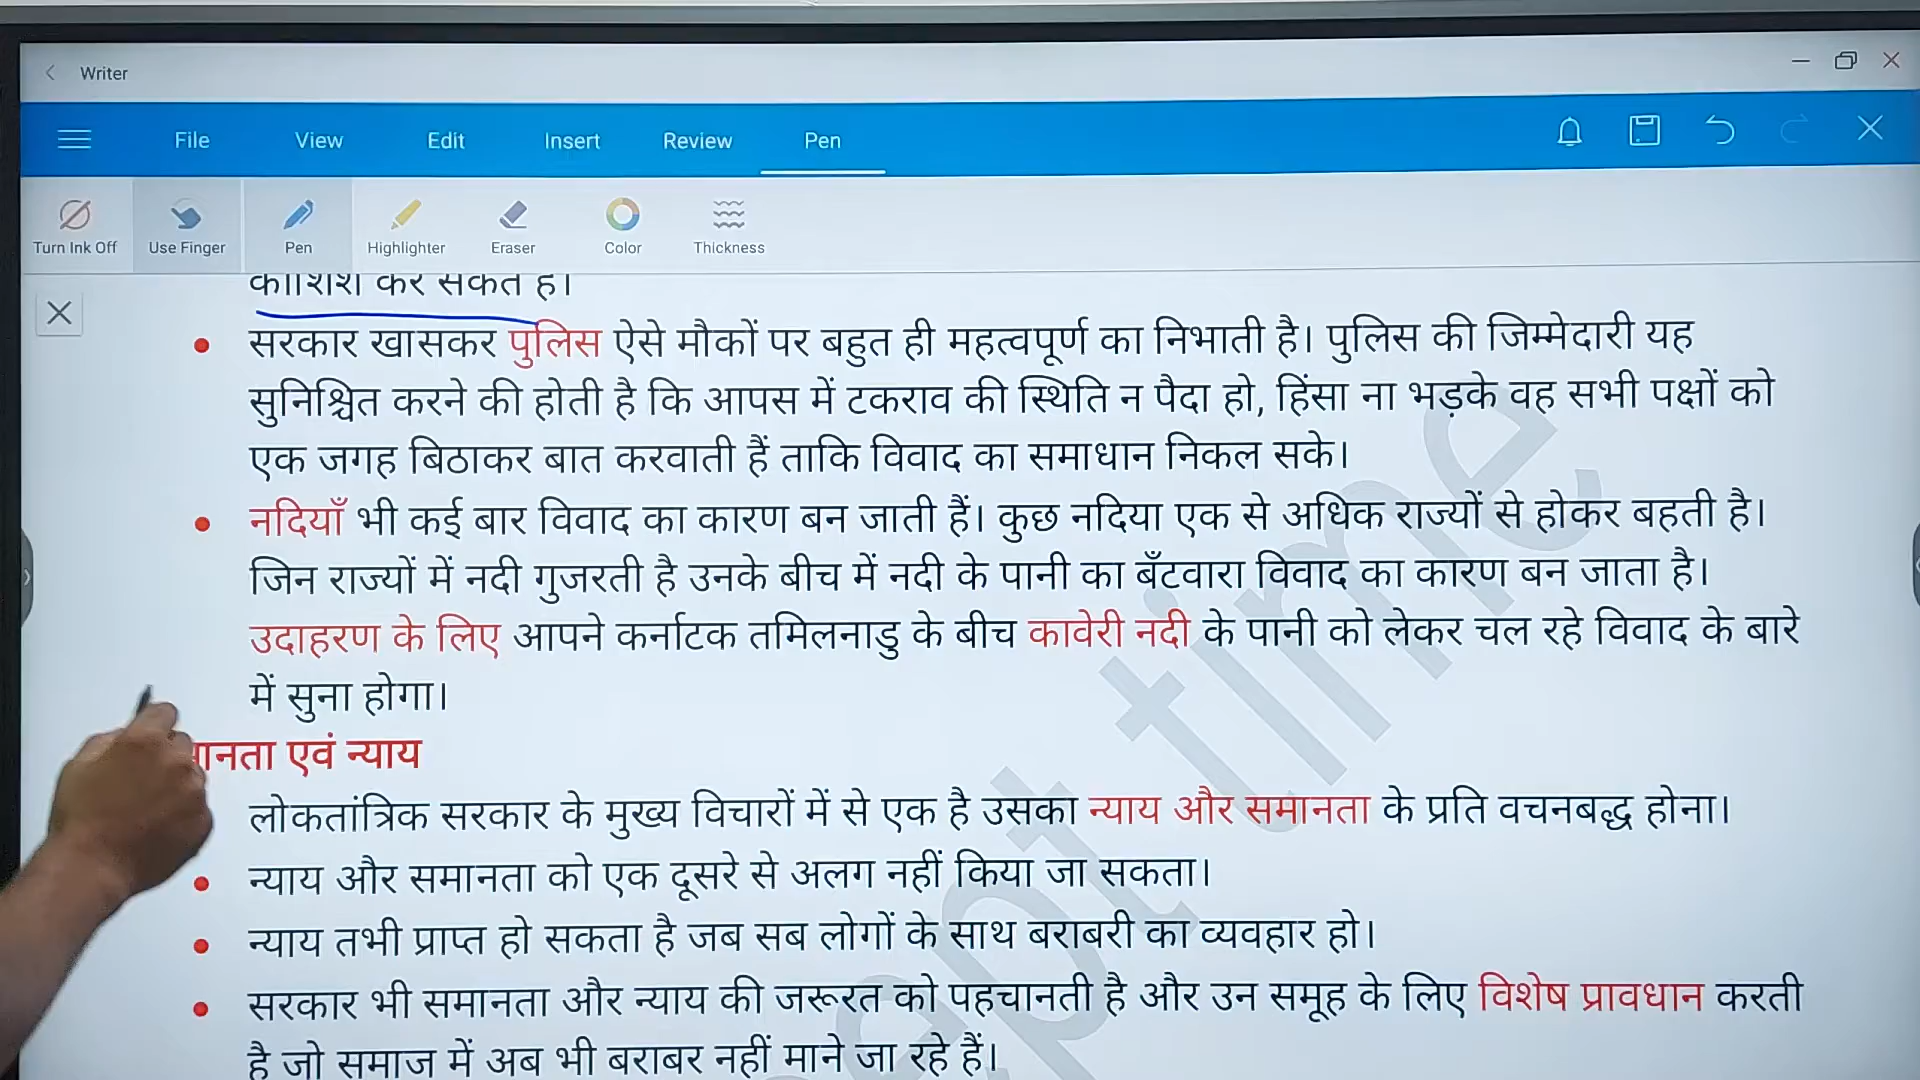 Writer
File View Edit Insert Review Pen
Turn Ink Off Use Finger Pen Highlighter Eraser Color Thickness
कोशिश कर सकते हैं।
सरकार खासकर पुलिस ऐसे मौकों पर बहुत ही महत्वपूर्ण का निभाती है। पुलिस की जिम्मेदारी यह
सुनिश्चित करने की होती है कि आपस में टकराव की स्थिति न पैदा हो, हिंसा ना भड़के वह सभी पक्षों को
एक जगह बिठाकर बात करवाती हैं ताकि विवाद का समाधान निकल सके।
नदियाँ भी कई बार विवाद का कारण बन जाती हैं। कुछ नदिया एक से अधिक राज्यों से होकर बहती है।
जिन राज्यों में नदी गुजरती है उनके बीच में नदी के पानी का बँटवारा विवाद का कारण बन जाता है।
उदाहरण के लिए आपने कर्नाटक तमिलनाडु के बीच कावेरी नदी के पानी को लेकर चल रहे विवाद के बारे
में सुना होगा।
एवं न्याय
लोकतांत्रिक सरकार के मुख्य विचारों में से एक है उसका न्याय और समानता के प्रति वचनबद्ध होना।
न्याय और समानता को एक दूसरे से अलग नहीं किया जा सकता।
न्याय तभी प्राप्त हो सकता है जब सब लोगों के साथ बराबरी का व्यवहार हो।
सरकार भी समानता और न्याय की जरूरत को पहचानती है और उन समूह के लिए विशेष प्रावधान करती
है जो समाज में अब भी बराबर नहीं माने जा रहे हैं।
time